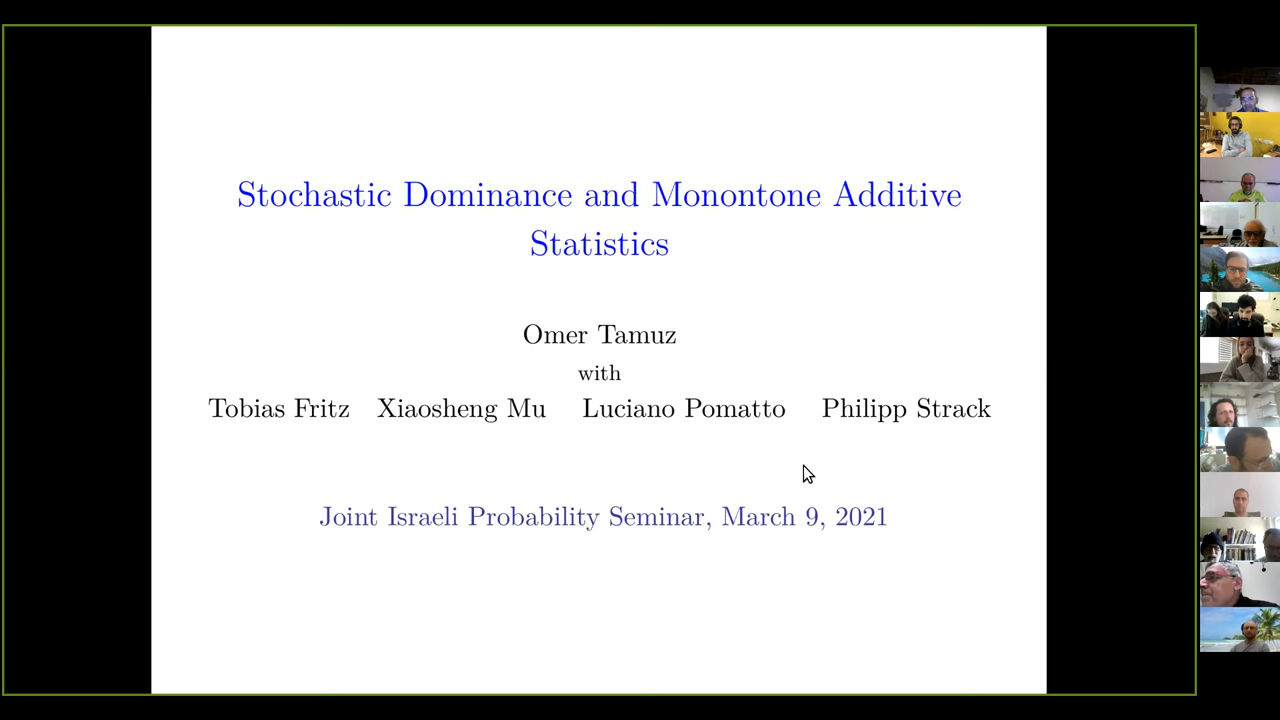 Stochastic Dominance and Monontone Additive
Statistics
Omer Tamuz
with
Tobias Fritz Xiaosheng Mu Luciano Pomatto Philipp Strack
Joint Israeli Probability Seminar, March 9, 2021